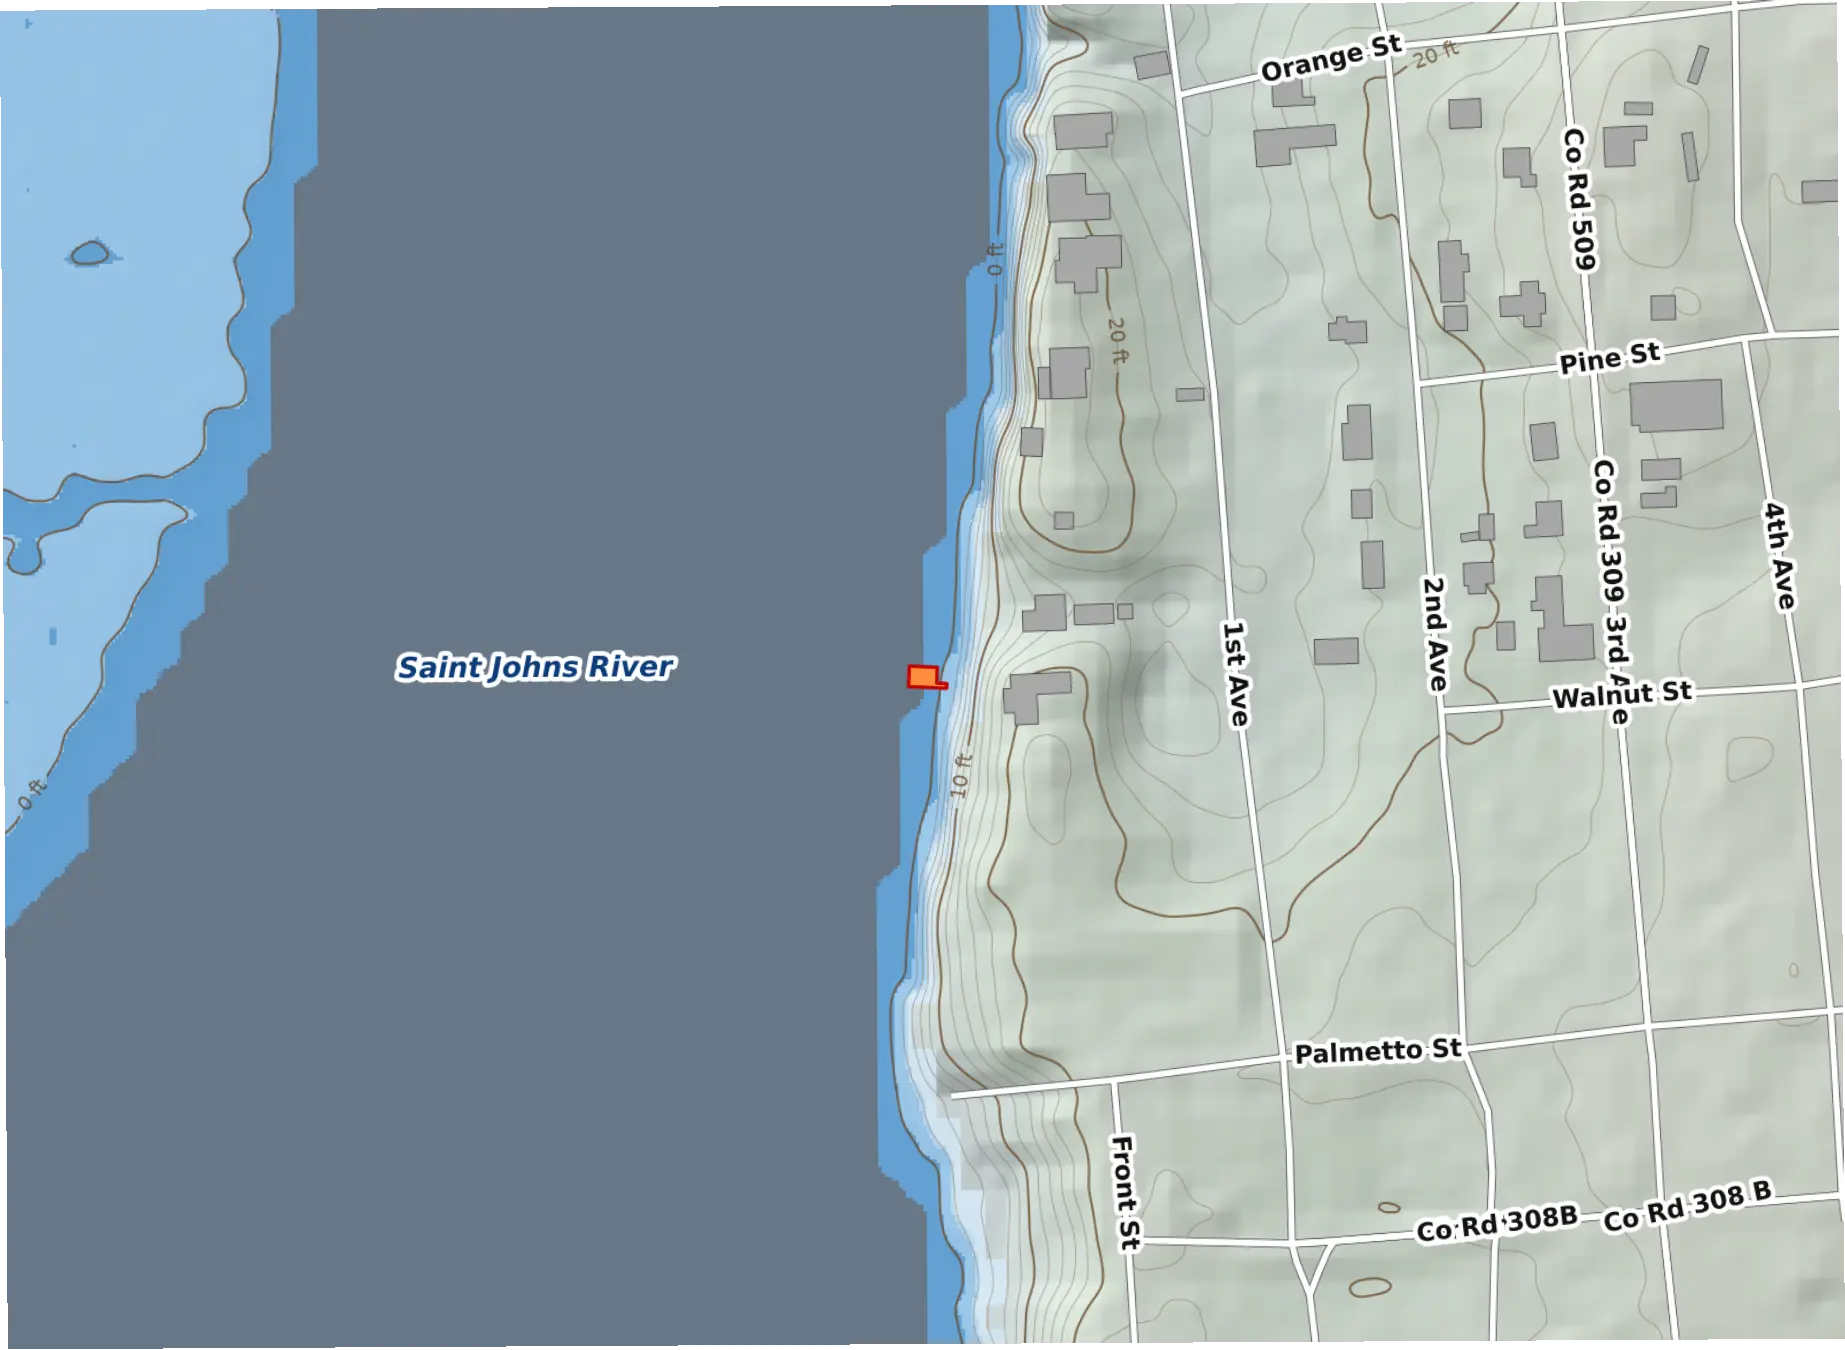 Orange St
20 ft
Co Rd 509
0 ft
20 ft
Pine St
Co Rd 309 3rd Ave
4th Ave
2nd Ave
1st Ave
Saint Johns River
Walnut St
10 ft
0 ft
Palmetto St
Front St
Co Rd 308B
Co Rd 308 B